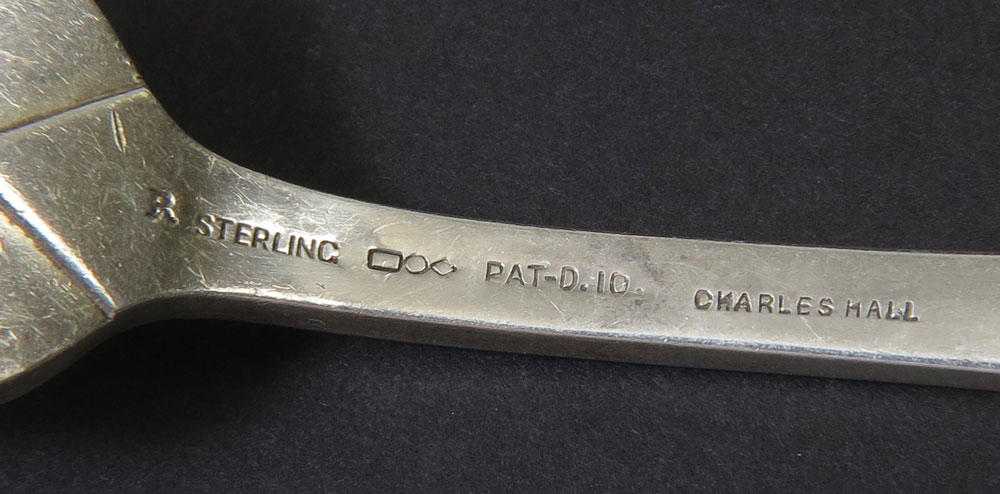 R. STERLING PAT-D.10. CHARLES HALL